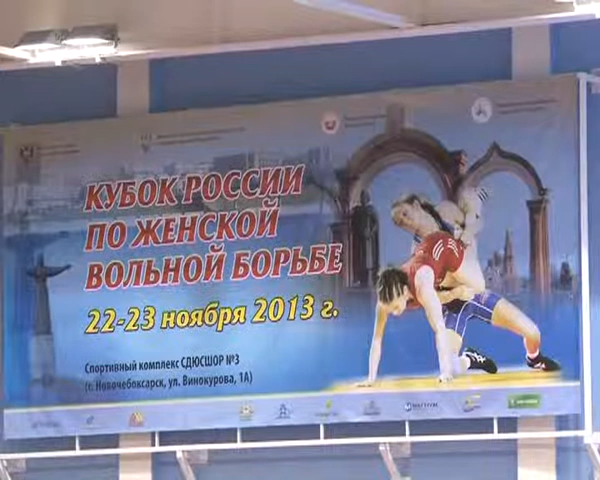 КУБОК РОССИИ
ПО ЖЕНСКОЙ
ВОЛЬНОЙ БОРЬБЕ
22-23 ноября 2013 г.
Спортивный комплекс СДЮСШОР №3
(г. Новочебоксарск, ул. Винокурова, 1А)